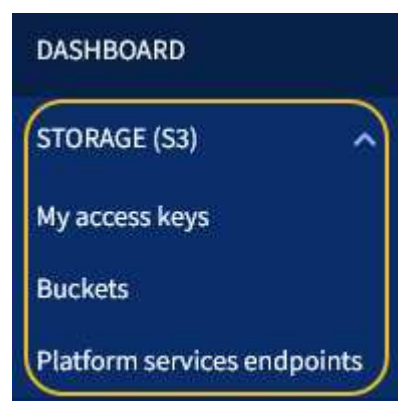 DASHBOARD
STORAGE (S3)
My access keys
Buckets
Platform services endpoints